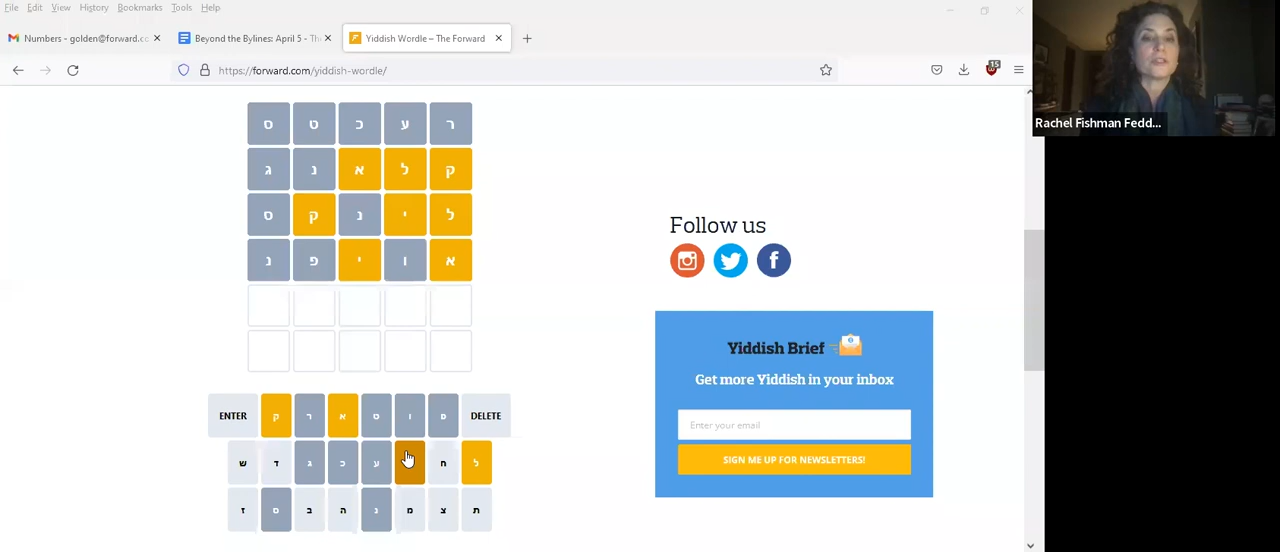 File Edit View History Bookmarks Tools Help
Numbers - golden@forward.co × Beyond the Bylines: April 5 - The × Yiddish Wordle – The Forward × +
https://forward.com/yiddish-wordle/
15
Rachel Fishman Fedd...
ר ע כ ט ס
ק ל א נ ג
ל י נ ק ס
א ו י פ נ
Follow us
Yiddish Brief
Get more Yiddish in your inbox
Enter your email
SIGN ME UP FOR NEWSLETTERS!
ENTER ק ר א ט ו פ DELETE
ש ד ג כ ע ח ל
ז ס ב ה נ מ צ ת